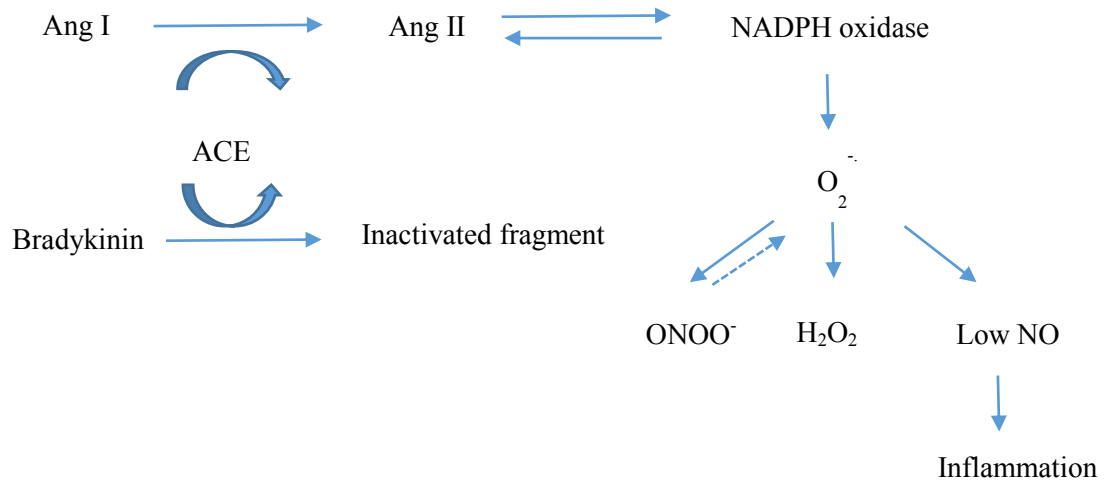 Ang I
Ang II
NADPH oxidase
ACE
O₂⁻·
Bradykinin
Inactivated fragment
ONOO⁻
H₂O₂
Low NO
Inflammation